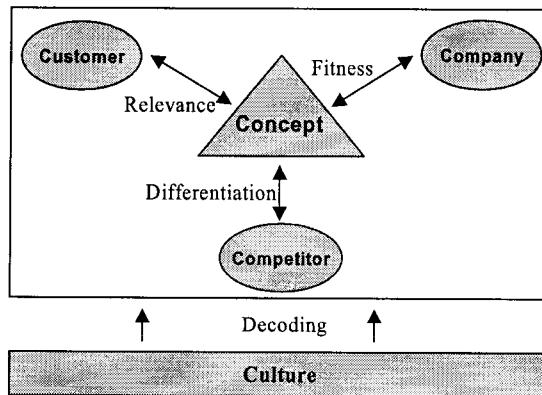 Customer
Company
Fitness
Relevance
Concept
Differentiation
Competitor
Decoding
Culture